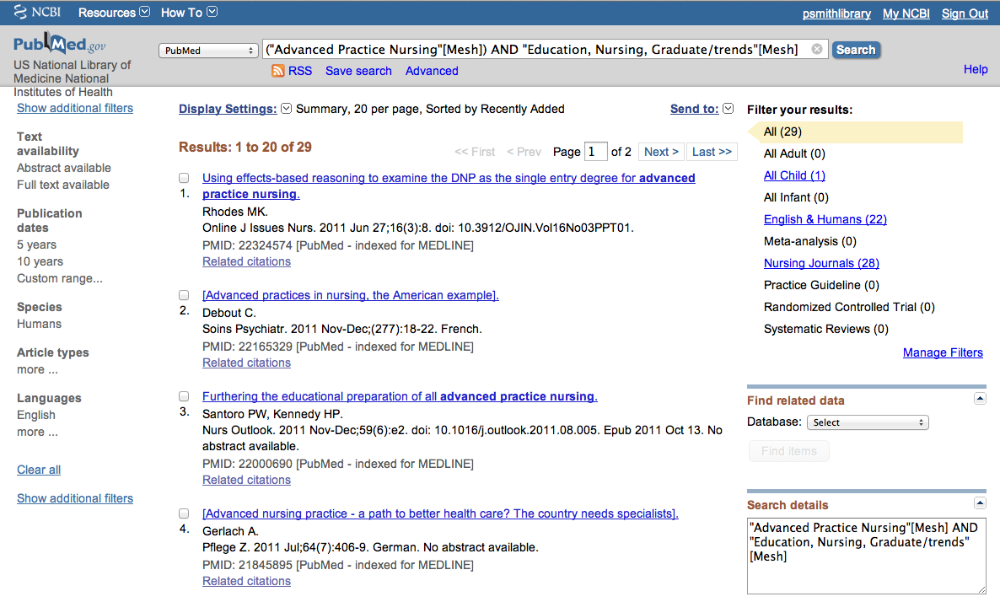 NCBI Resources How To psmithlibrary My NCBI Sign Out
PubMed.gov
US National Library of
Medicine National
Institutes of Health
PubMed ("Advanced Practice Nursing"[Mesh]) AND "Education, Nursing, Graduate/trends"[Mesh] Search
RSS Save search Advanced Help
Show additional filters
Text
availability
Abstract available
Full text available
Publication
dates
5 years
10 years
Custom range...
Species
Humans
Article types
more ...
Languages
English
more ...
Clear all
Show additional filters
Display Settings: Summary, 20 per page, Sorted by Recently Added Send to:
Results: 1 to 20 of 29
<< First < Prev Page 1 of 2 Next > Last >>
Using effects-based reasoning to examine the DNP as the single entry degree for advanced
1. practice nursing.
Rhodes MK.
Online J Issues Nurs. 2011 Jun 27;16(3):8. doi: 10.3912/OJIN.Vol16No03PPT01.
PMID: 22324574 [PubMed - indexed for MEDLINE]
Related citations
[Advanced practices in nursing, the American example].
2. Debout C.
Soins Psychiatr. 2011 Nov-Dec;(277):18-22. French.
PMID: 22165329 [PubMed - indexed for MEDLINE]
Related citations
Furthering the educational preparation of all advanced practice nursing.
3. Santoro PW, Kennedy HP.
Nurs Outlook. 2011 Nov-Dec;59(6):e2. doi: 10.1016/j.outlook.2011.08.005. Epub 2011 Oct 13. No
abstract available.
PMID: 22000690 [PubMed - indexed for MEDLINE]
Related citations
[Advanced nursing practice - a path to better health care? The country needs specialists].
4. Gerlach A.
Pflege Z. 2011 Jul;64(7):406-9. German. No abstract available.
PMID: 21845895 [PubMed - indexed for MEDLINE]
Related citations
Filter your results:
All (29)
All Adult (0)
All Child (1)
All Infant (0)
English & Humans (22)
Meta-analysis (0)
Nursing Journals (28)
Practice Guideline (0)
Randomized Controlled Trial (0)
Systematic Reviews (0)
Manage Filters
Find related data
Database: Select
Find items
Search details
"Advanced Practice Nursing"[Mesh] AND
"Education, Nursing, Graduate/trends"
[Mesh]